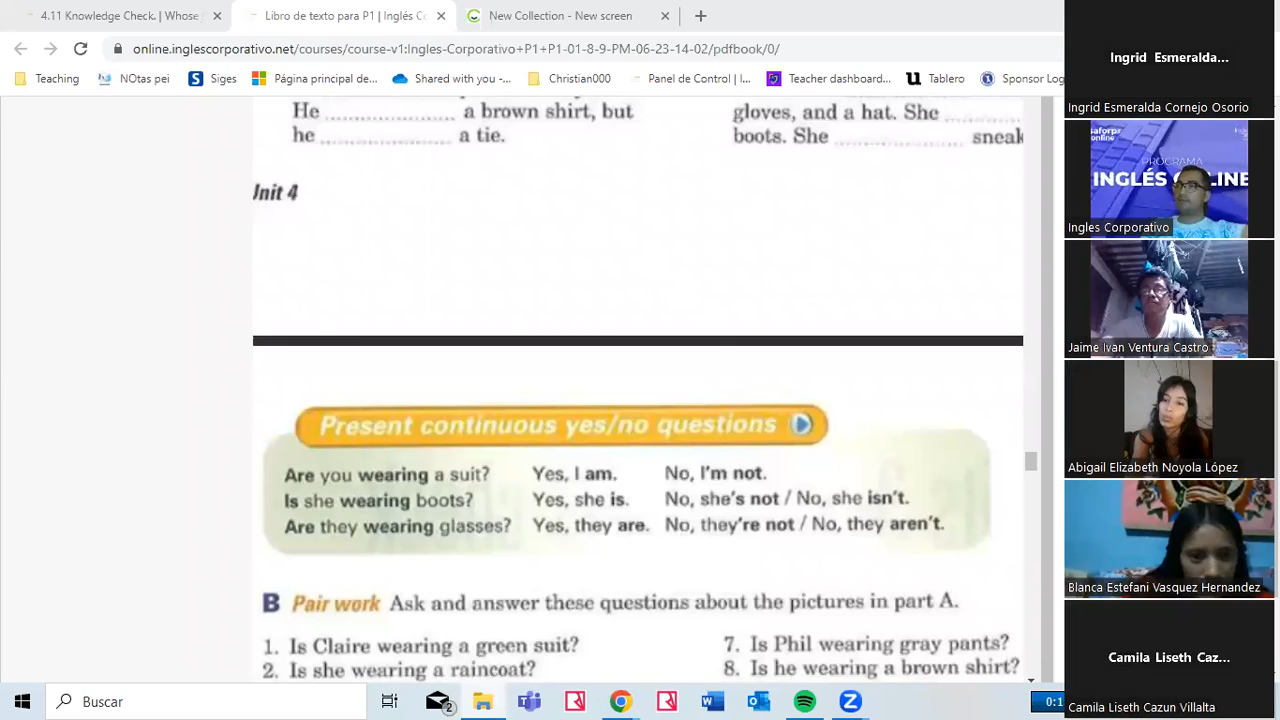 4.11 Knowledge Check. | Whose
Libro de texto para P1 | Inglés C
New Collection - New screen
online.inglescorporativo.net/courses/course-v1:Ingles-Corporativo+P1+P1-01-8-9-PM-06-23-14-02/pdfbook/0/
Teaching
NOtas pei
Siges
Página principal de...
Shared with you -...
Christian000
Panel de Control | I...
Teacher dashboard...
Tablero
Sponsor Log
He a brown shirt, but
he a tie.
gloves, and a hat. She
boots. She sneak
Unit 4
Present continuous yes/no questions
Are you wearing a suit? Yes, I am. No, I'm not.
Is she wearing boots? Yes, she is. No, she's not / No, she isn't.
Are they wearing glasses? Yes, they are. No, they're not / No, they aren't.
B Pair work Ask and answer these questions about the pictures in part A.
1. Is Claire wearing a green suit?
2. Is she wearing a raincoat?
7. Is Phil wearing gray pants?
8. Is he wearing a brown shirt?
Ingrid Esmeralda...
Ingrid Esmeralda Cornejo Osorio
PROGRAMA
INGLÉS
Ingles Corporativo
Jaime Ivan Ventura Castro
Abigail Elizabeth Noyola López
Blanca Estefani Vasquez Hernandez
Camila Liseth Caz...
Camila Liseth Cazun Villalta
Buscar
2
0:1